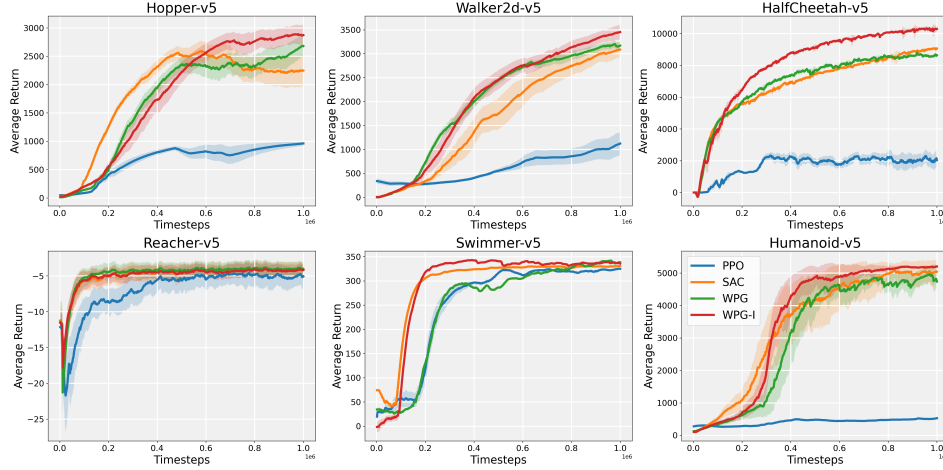 Hopper-v5
Average Return
3000
2500
2000
1500
1000
500
0
0.0 0.2 0.4 0.6 0.8 1.0
1e6
Timesteps
Walker2d-v5
Average Return
3500
3000
2500
2000
1500
1000
500
0
0.0 0.2 0.4 0.6 0.8 1.0
1e6
Timesteps
HalfCheetah-v5
Average Return
10000
8000
6000
4000
2000
0
0.0 0.2 0.4 0.6 0.8 1.0
Timesteps
Reacher-v5
Average Return
−5
−10
−15
−20
−25
0.0 0.2 0.4 0.6 0.8 1.0
1e6
Timesteps
Swimmer-v5
Average Return
350
300
250
200
150
100
50
0
0.0 0.2 0.4 0.6 0.8 1.0
1e6
Timesteps
Humanoid-v5
Average Return
5000
4000
3000
2000
1000
0
PPO
SAC
WPG
WPG-I
0.0 0.2 0.4 0.6 0.8 1.0
Timesteps